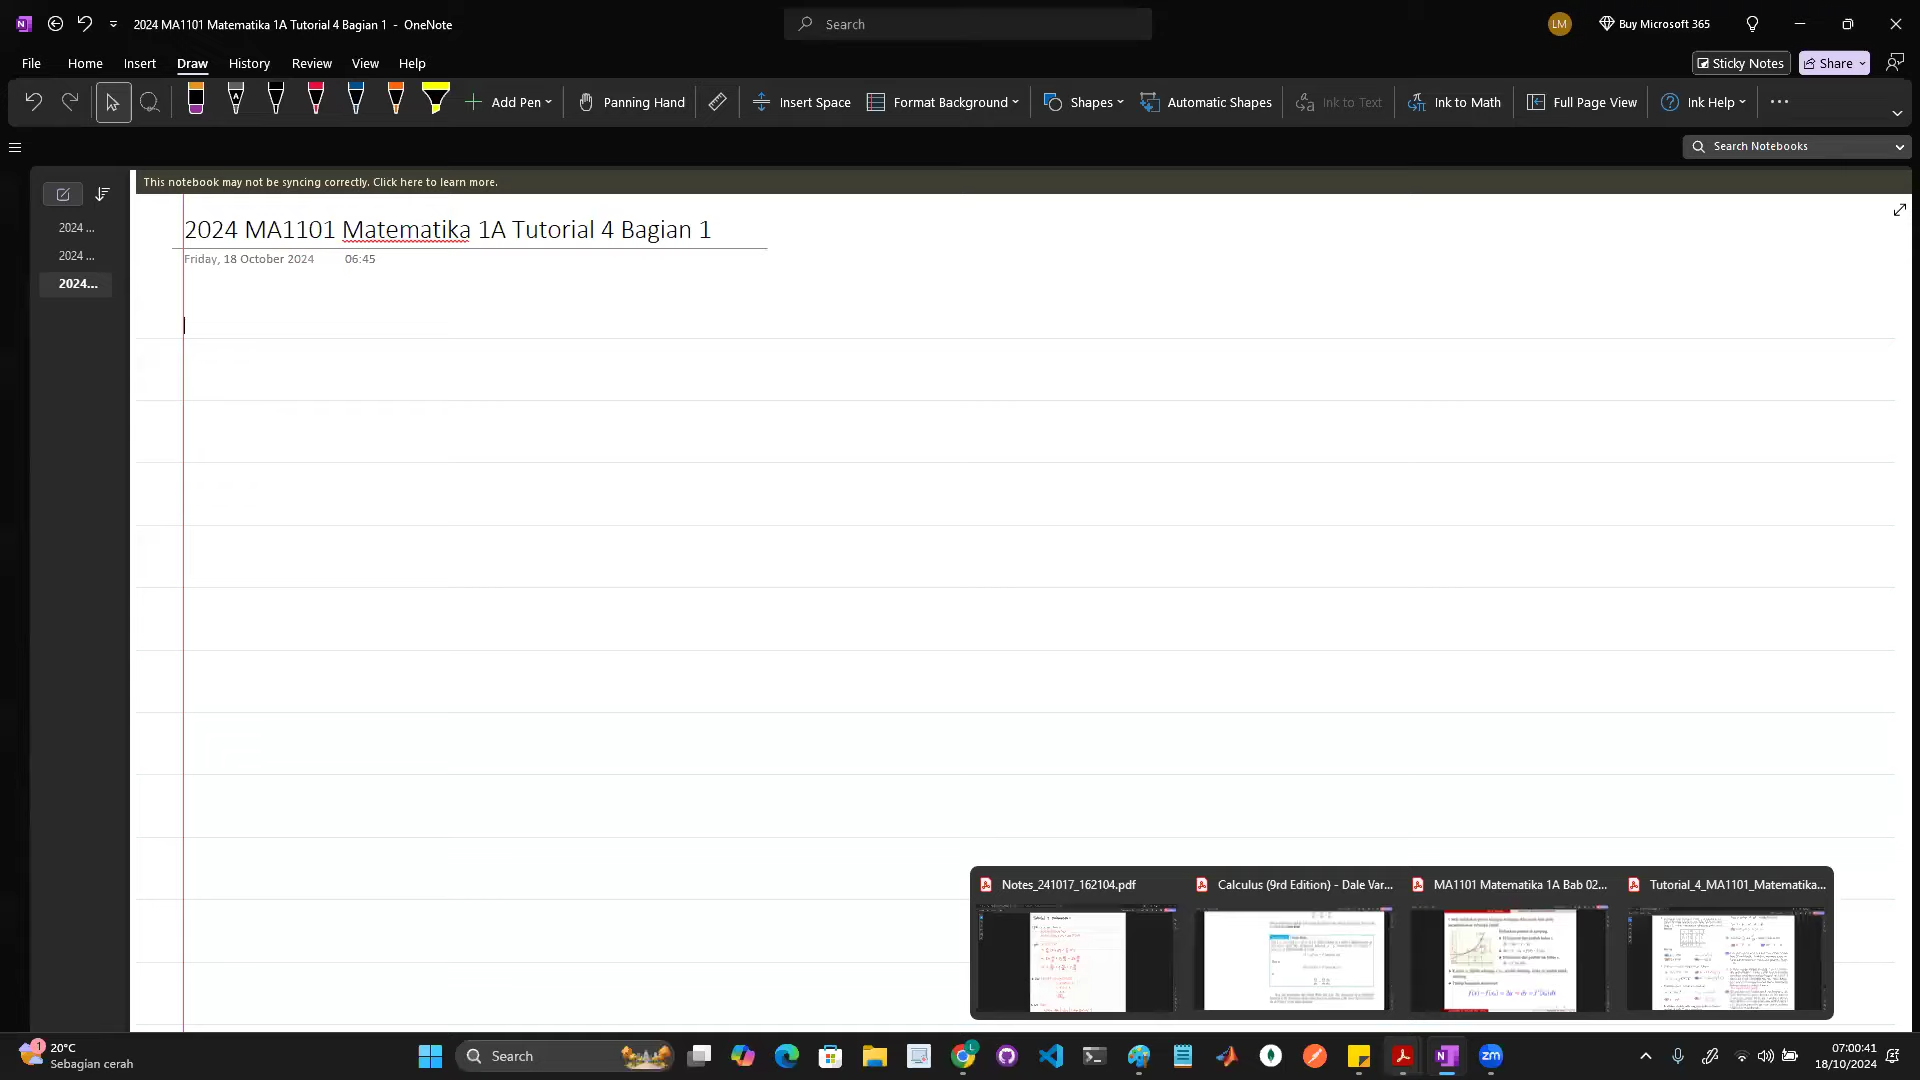 2024 MA1101 Matematika 1A Tutorial 4 Bagian 1 - OneNote
Search
LM
Buy Microsoft 365
File
Home
Insert
Draw
History
Review
View
Help
Sticky Notes
Share
Add Pen
Panning Hand
Insert Space
Format Background
Shapes
Automatic Shapes
Ink to Text
Ink to Math
Full Page View
Ink Help
Search Notebooks
This notebook may not be syncing correctly. Click here to learn more.
2024 ...
2024 ...
2024...
2024 MA1101 Matematika 1A Tutorial 4 Bagian 1
Friday, 18 October 2024 06:45
Notes_241017_162104.pdf
Calculus (9rd Edition) - Dale Var...
MA1101 Matematika 1A Bab 02...
Tutorial_4_MA1101_Matematika...
1
20°C
Sebagian cerah
Search
L
zm
07:00:41
18/10/2024